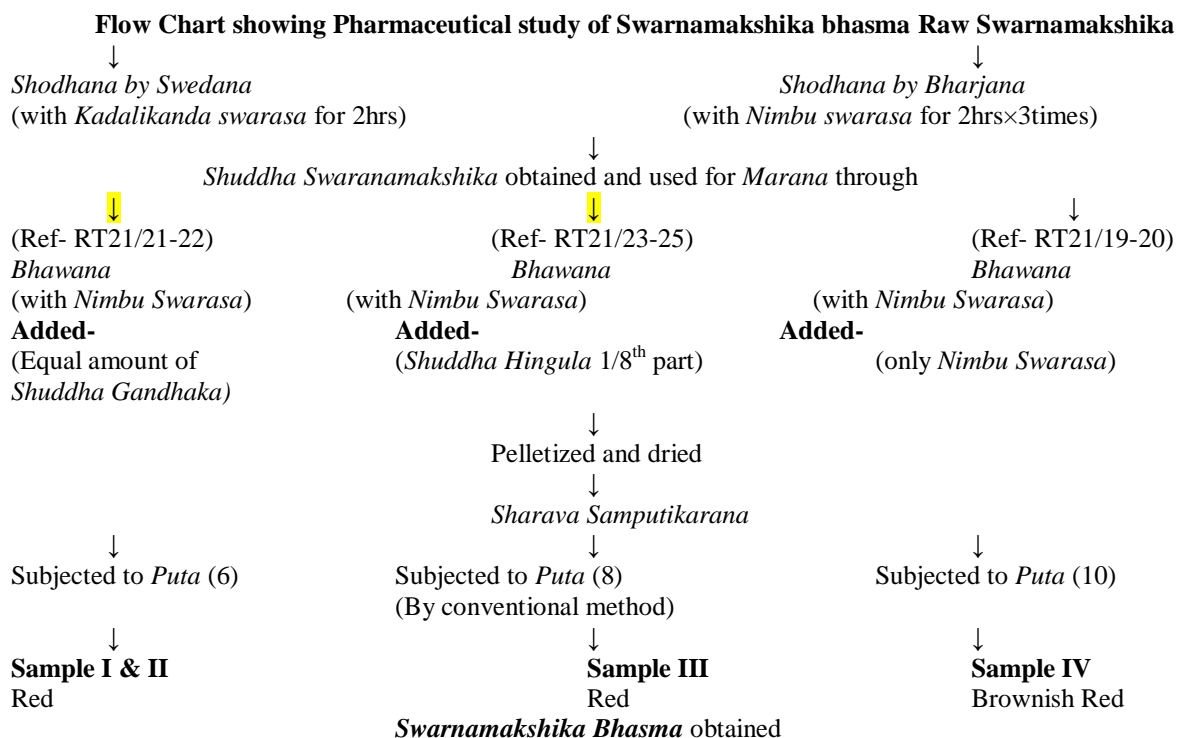 Flow Chart showing Pharmaceutical study of Swarnamakshika bhasma Raw Swarnamakshika
↓ ↓
Shodhana by Swedana Shodhana by Bharjana
(with Kadalikanda swarasa for 2hrs) (with Nimbu swarasa for 2hrs×3times)
↓
Shuddha Swaranamakshika obtained and used for Marana through
↓ ↓ ↓
(Ref- RT21/21-22) (Ref- RT21/23-25) (Ref- RT21/19-20)
Bhawana Bhawana Bhawana
(with Nimbu Swarasa) (with Nimbu Swarasa) (with Nimbu Swarasa)
Added- Added- Added-
(Equal amount of (Shuddha Hingula 1/8th part) (only Nimbu Swarasa)
Shuddha Gandhaka)
↓
Pelletized and dried
↓
Sharava Samputikarana
↓ ↓ ↓
Subjected to Puta (6) Subjected to Puta (8) Subjected to Puta (10)
(By conventional method)
↓ ↓ ↓
Sample I & II Sample III Sample IV
Red Red Brownish Red
Swarnamakshika Bhasma obtained